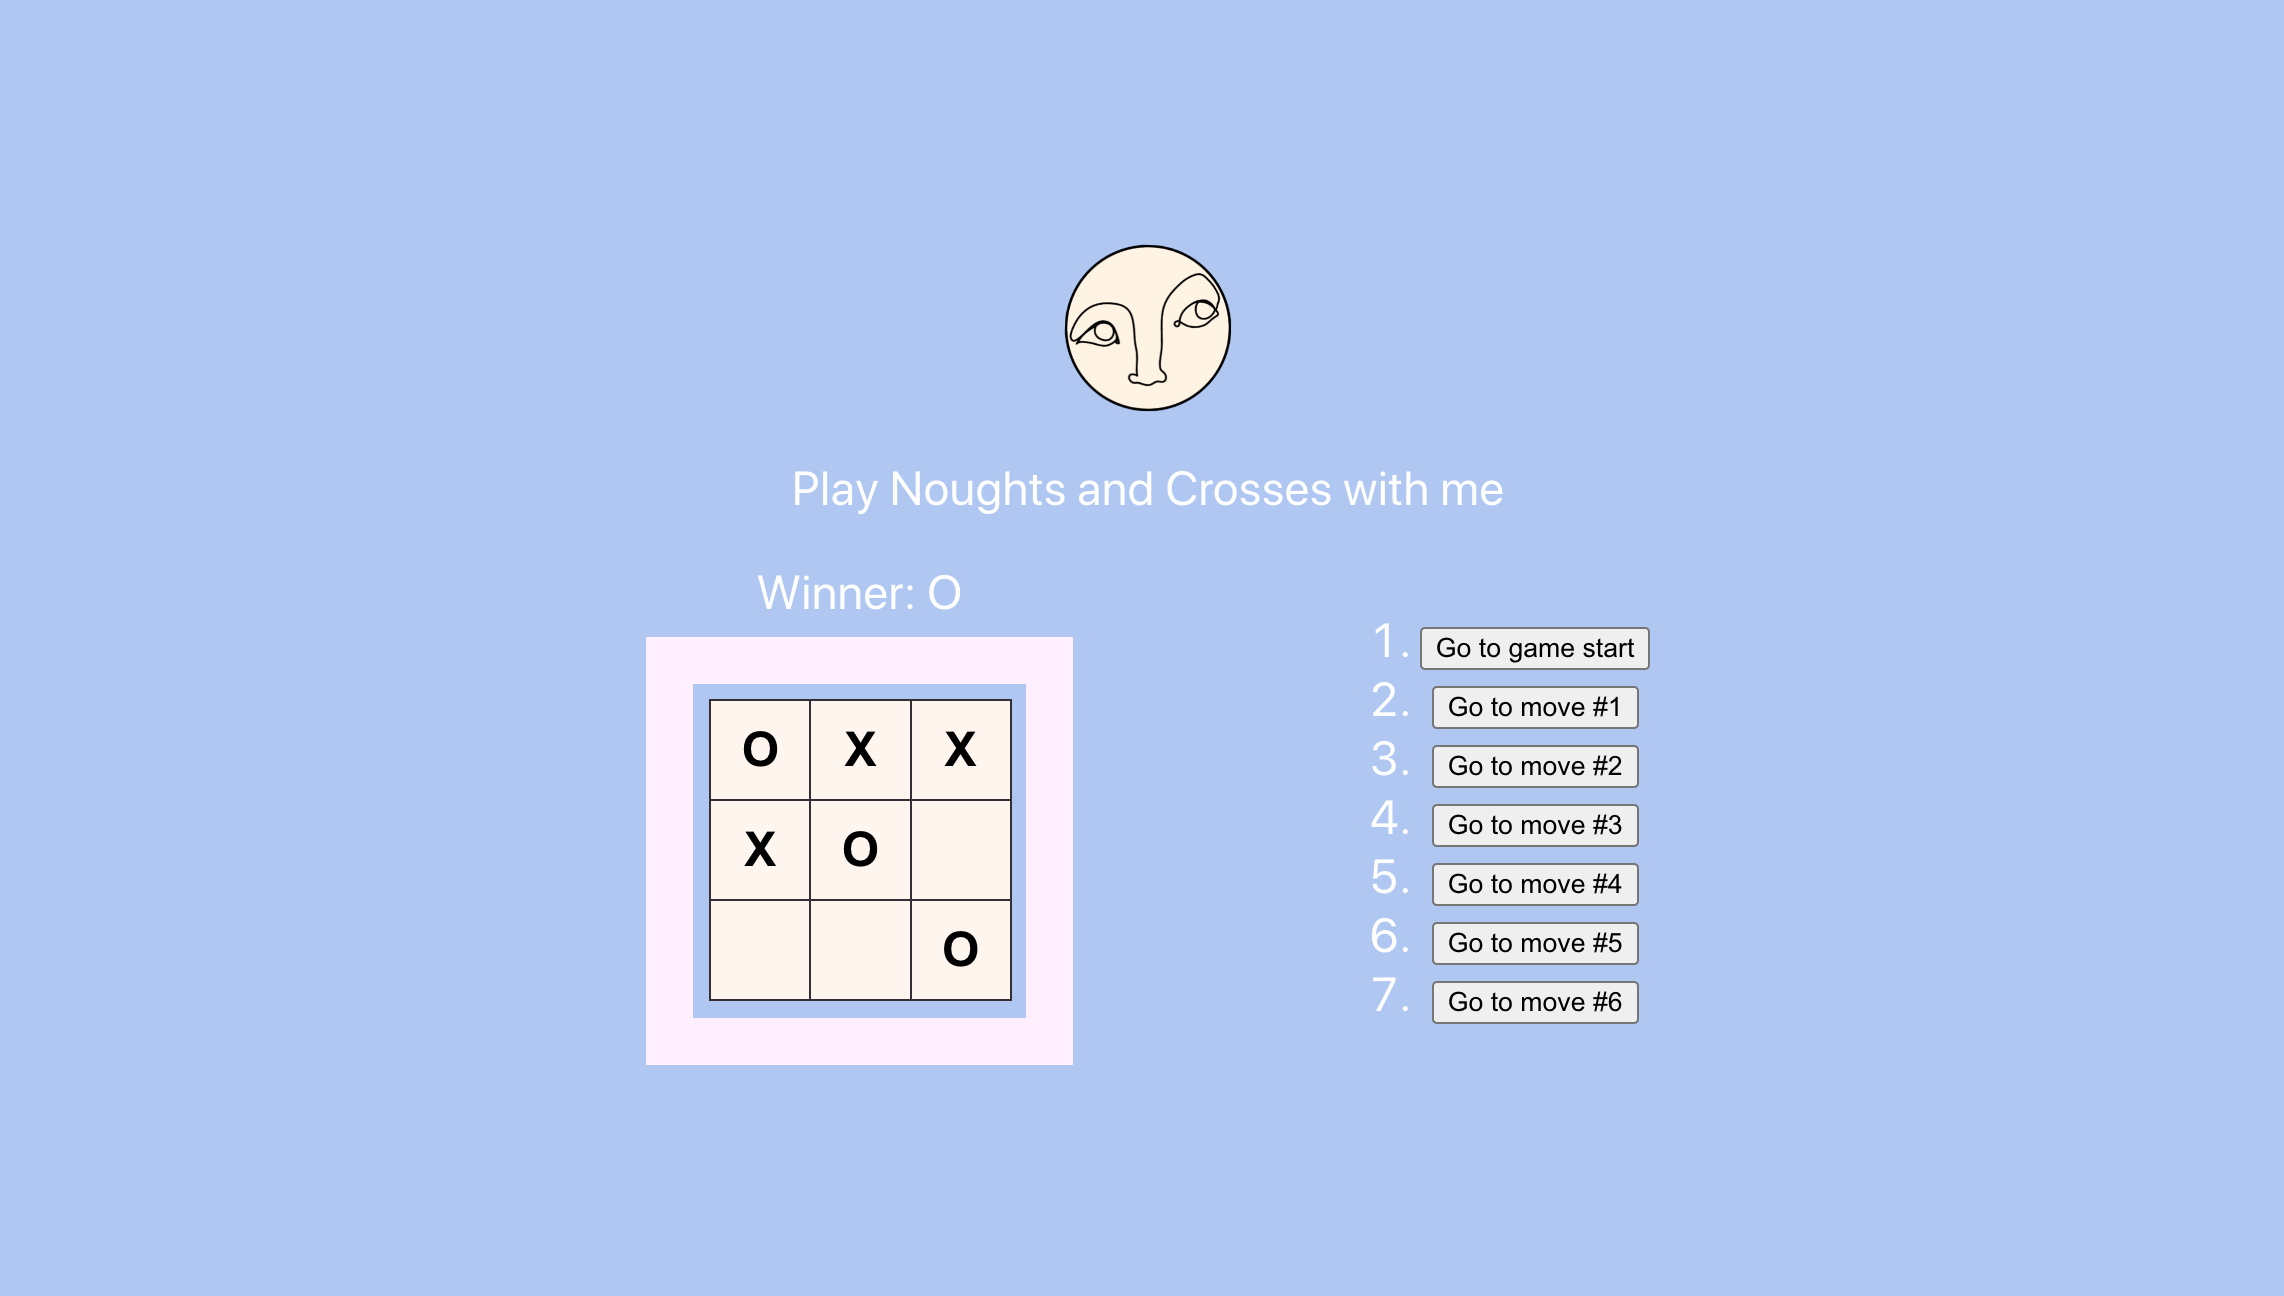 Play Noughts and Crosses with me
Winner: O
O X X
X O
O
1. Go to game start
2. Go to move #1
3. Go to move #2
4. Go to move #3
5. Go to move #4
6. Go to move #5
7. Go to move #6